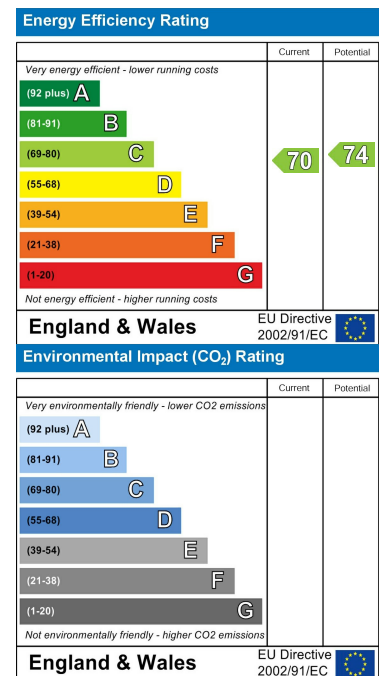 Energy Efficiency Rating
Current Potential
Very energy efficient - lower running costs
(92 plus) A
(81-91) B
(69-80) C
70 74
(55-68) D
(39-54) E
(21-38) F
(1-20) G
Not energy efficient - higher running costs
England & Wales
EU Directive
2002/91/EC
Environmental Impact (CO₂) Rating
Current Potential
Very environmentally friendly - lower CO2 emissions
(92 plus) A
(81-91) B
(69-80) C
(55-68) D
(39-54) E
(21-38) F
(1-20) G
Not environmentally friendly - higher CO2 emissions
England & Wales
EU Directive
2002/91/EC